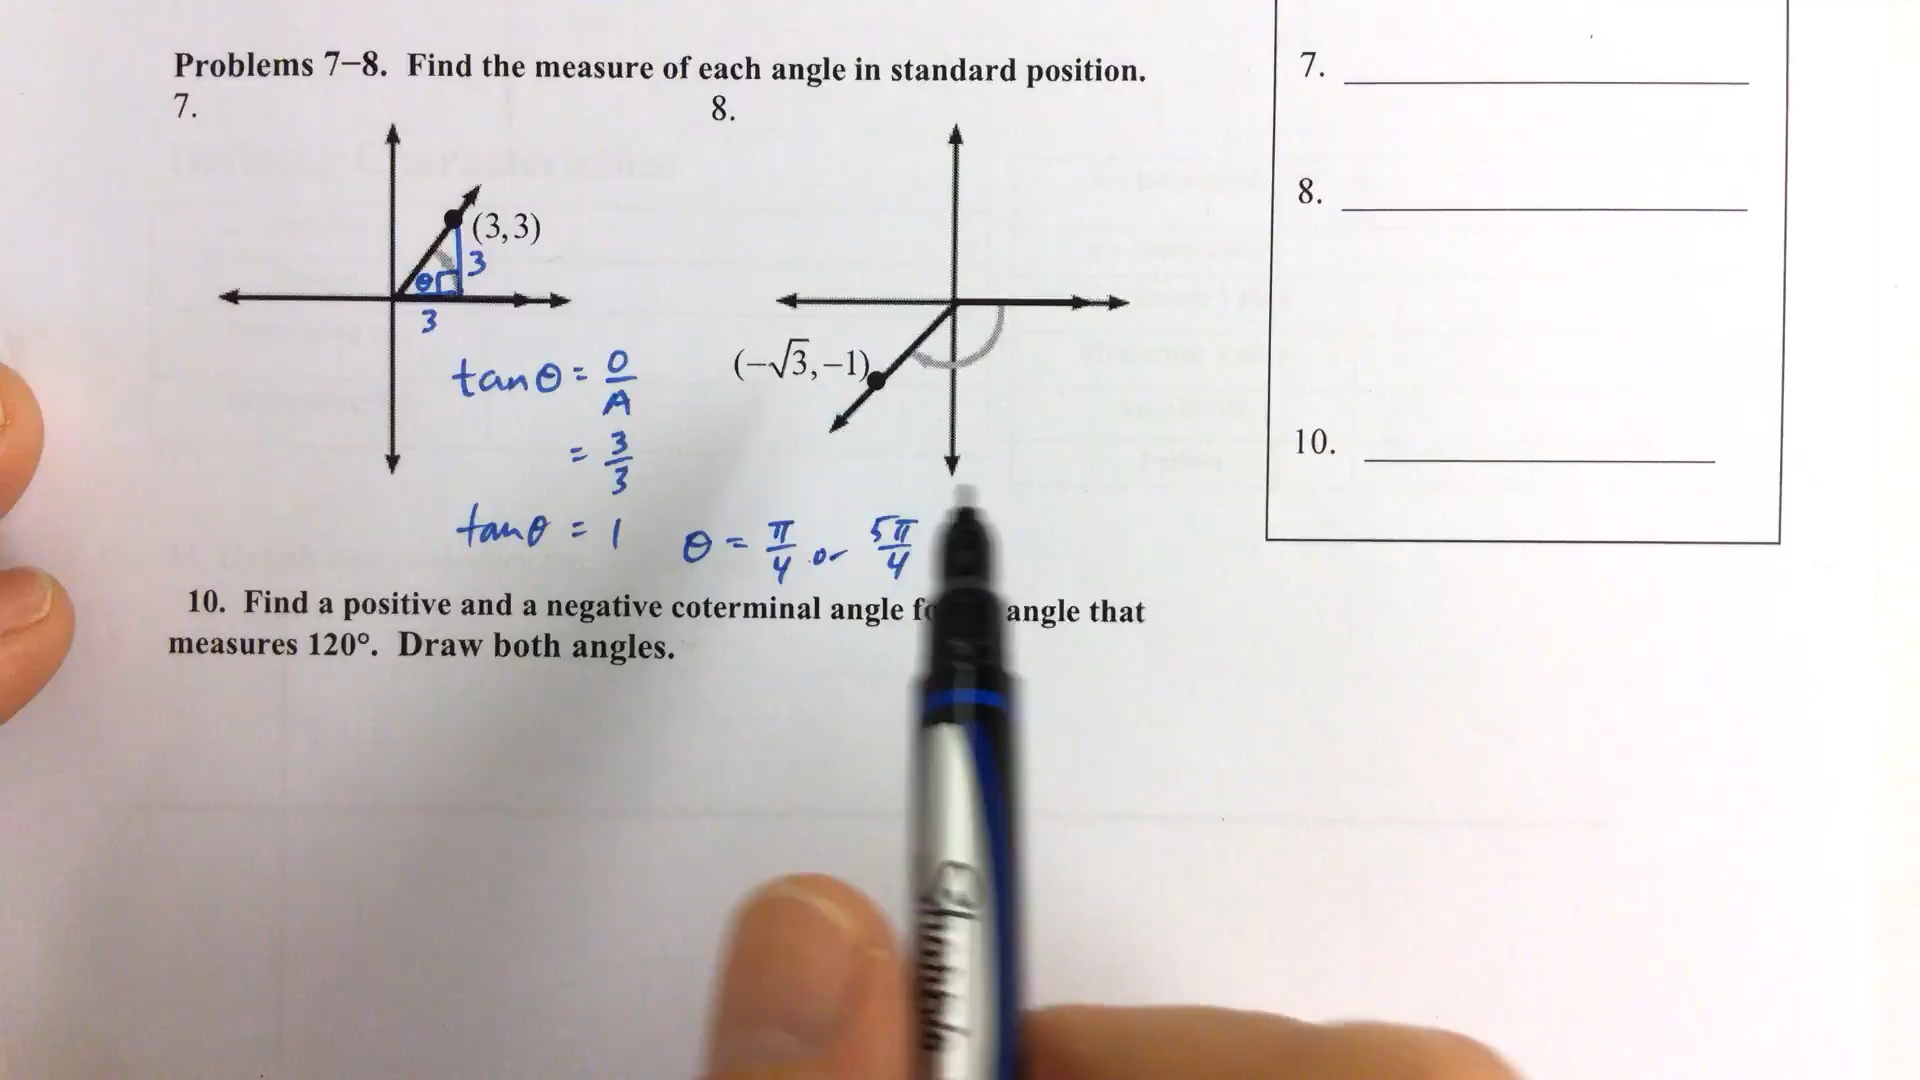 Problems 7–8. Find the measure of each angle in standard position.
7.
8.
(3,3)
3
θ
3
tanθ = O/A
= 3/3
tanθ = 1
θ = π/4 or 5π/4
(−√3,−1)
10. Find a positive and a negative coterminal angle angle that
measures 120°. Draw both angles.
7.
8.
10.